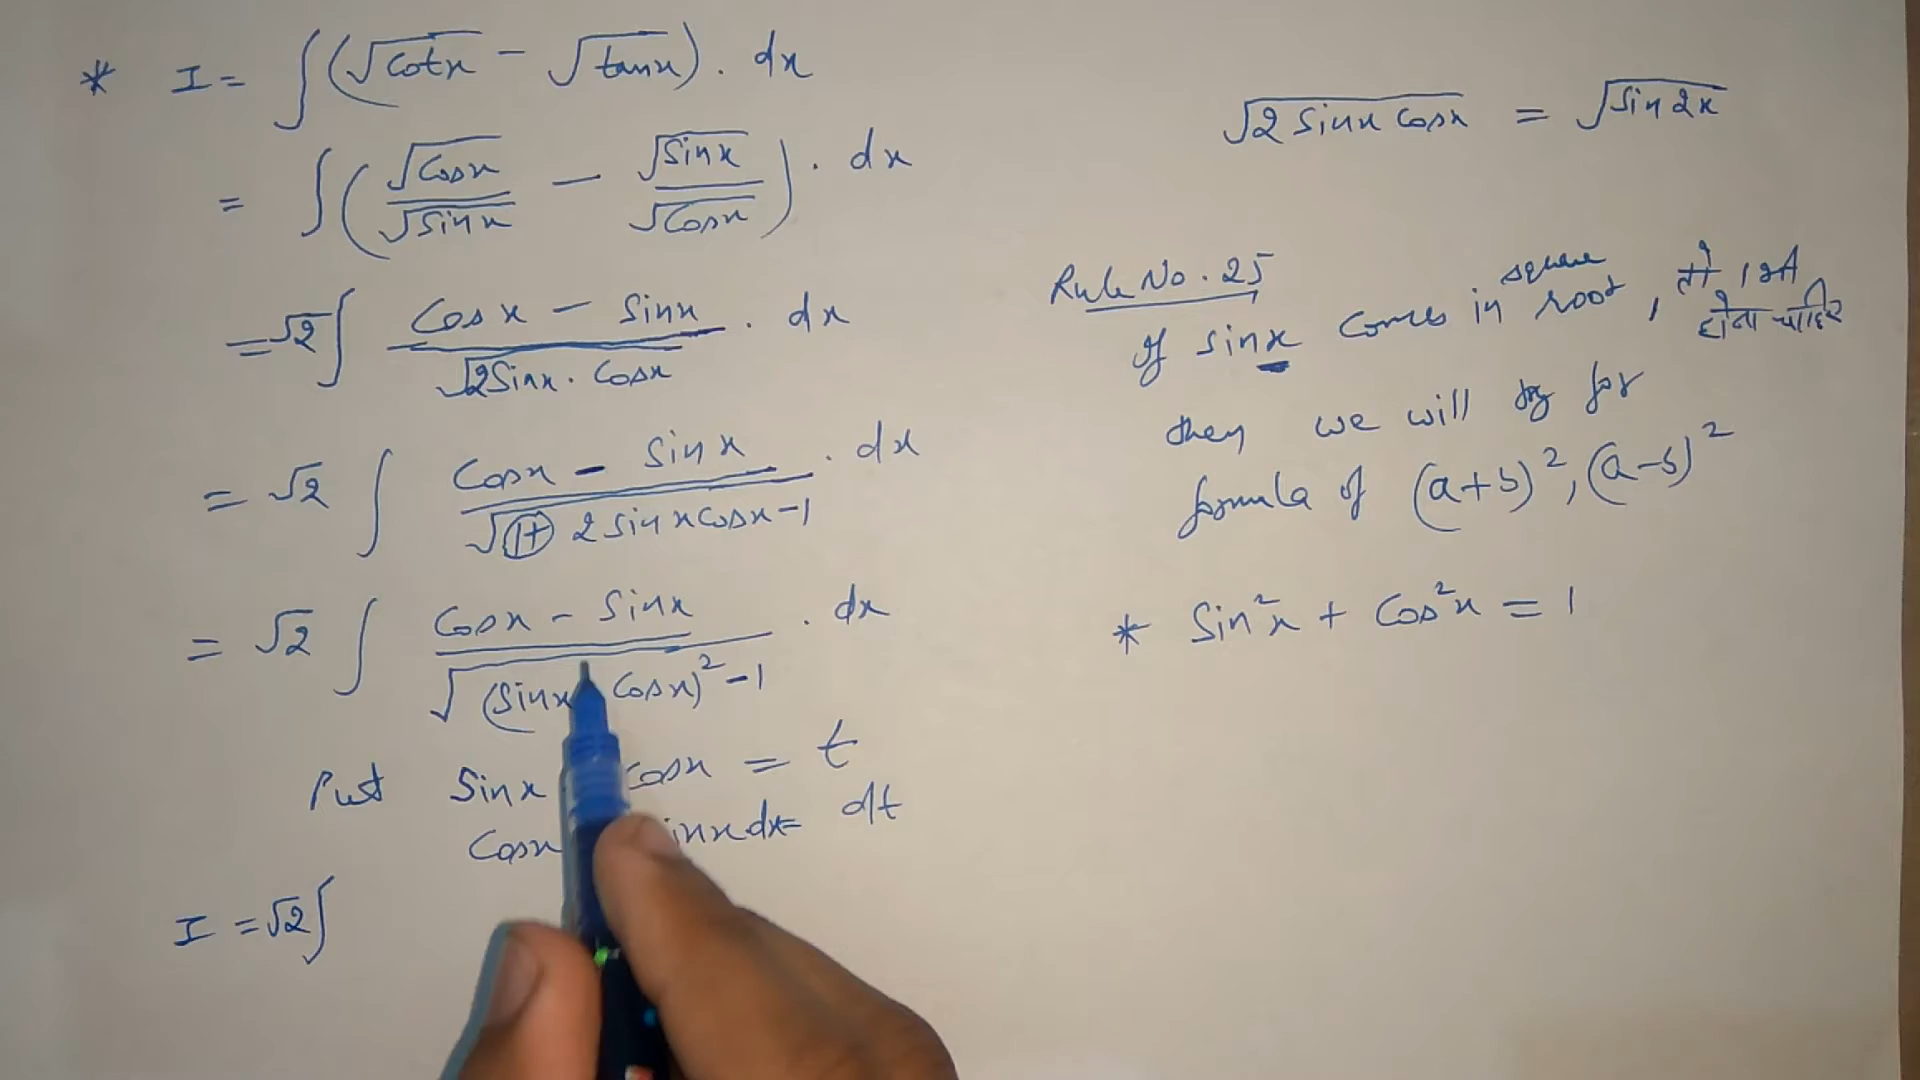 * I = ∫(√cotx − √tanx). dx
= ∫(√cosx/√sinx − √sinx/√cosx). dx
= √2 ∫ (cosx − sinx)/√2sinx.cosx . dx
= √2 ∫ (cosx − sinx)/√1+ 2sinxcosx−1 . dx
= √2 ∫ (cosx − sinx)/√(sinx cosx)²−1 . dx
Put sinx cosx = t
cosx inxdx= dt
I = √2∫
√2 sinx cosx = √sin2x
Rule No. 25
If sinx comes in square root, तो
होना चाहिए
then we will try for
formula of (a+b)², (a−b)²
* sin²x + cos²x = 1